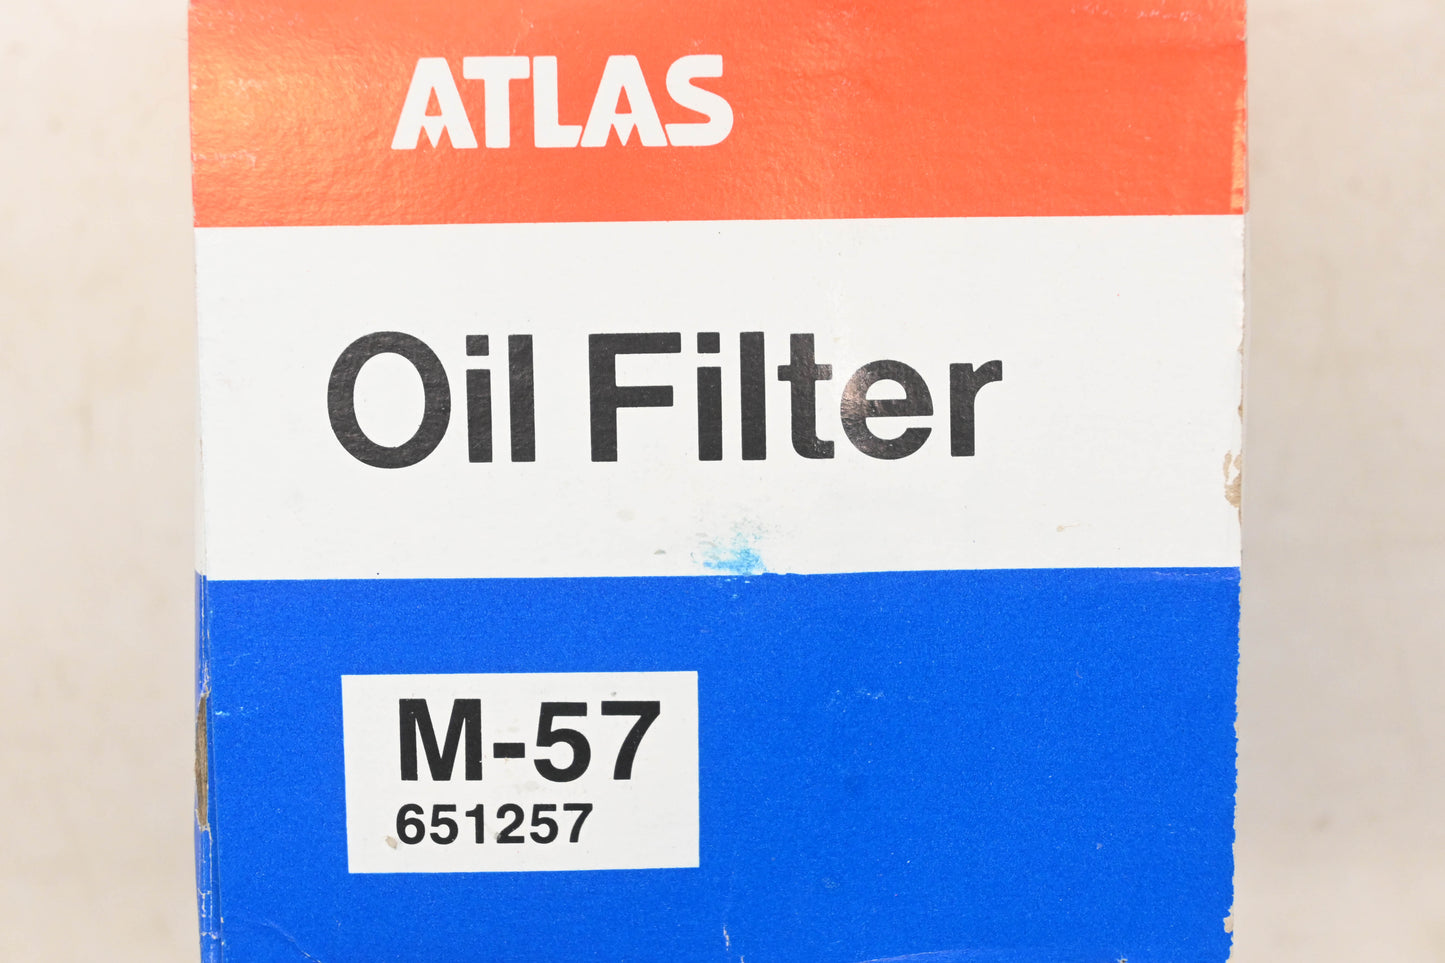 ATLAS
Oil Filter
M-57
651257